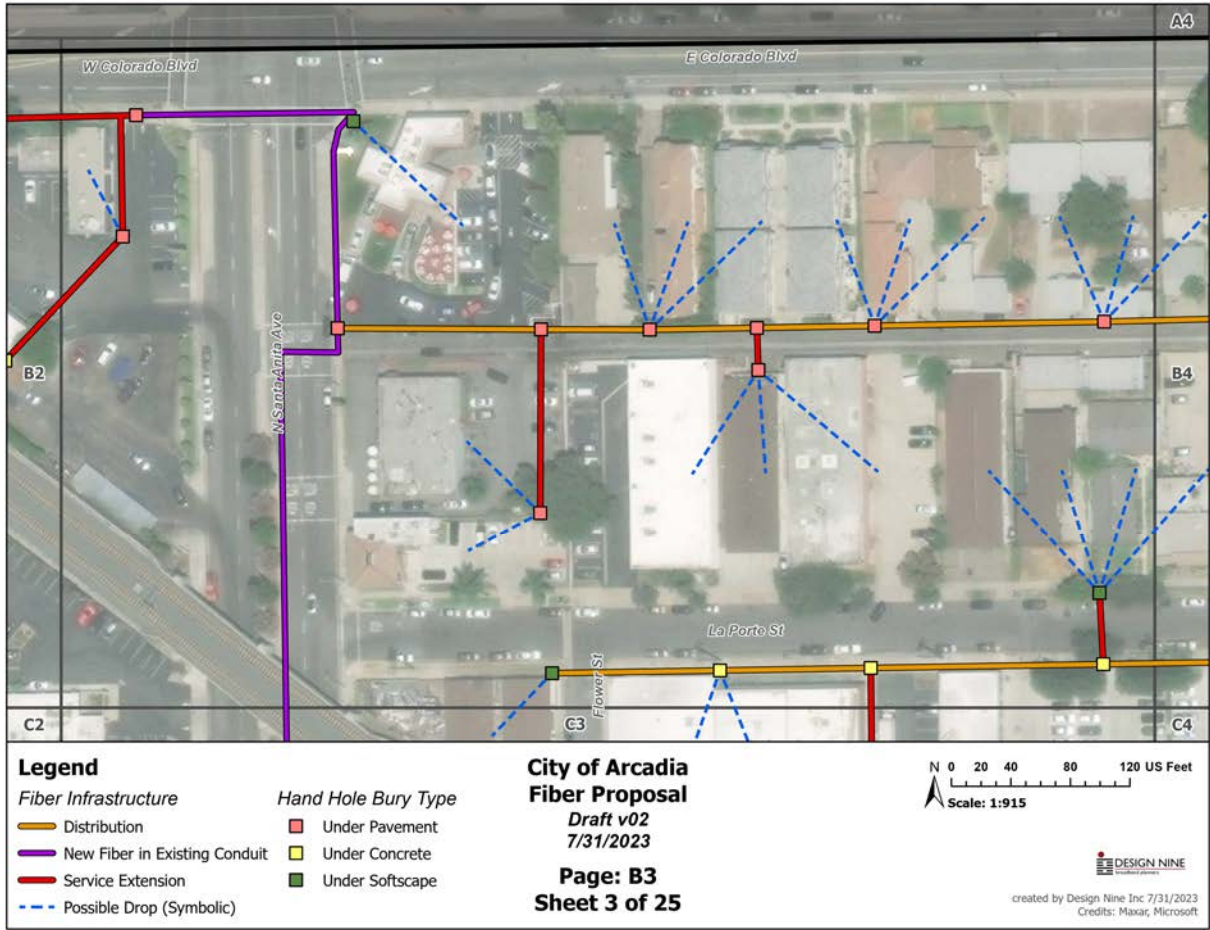 A4
W Colorado Blvd
E Colorado Blvd
N Santa Anita Ave
B2
B4
La Porte St
Flower St
C2
C3
C4
Legend
Fiber Infrastructure
Distribution
New Fiber in Existing Conduit
Service Extension
Possible Drop (Symbolic)
Hand Hole Bury Type
Under Pavement
Under Concrete
Under Softscape
City of Arcadia
Fiber Proposal
Draft v02
7/31/2023
Page: B3
Sheet 3 of 25
N
0 20 40 80 120 US Feet
Scale: 1:915
DESIGN NINE
broadband planners
created by Design Nine Inc 7/31/2023
Credits: Maxar, Microsoft